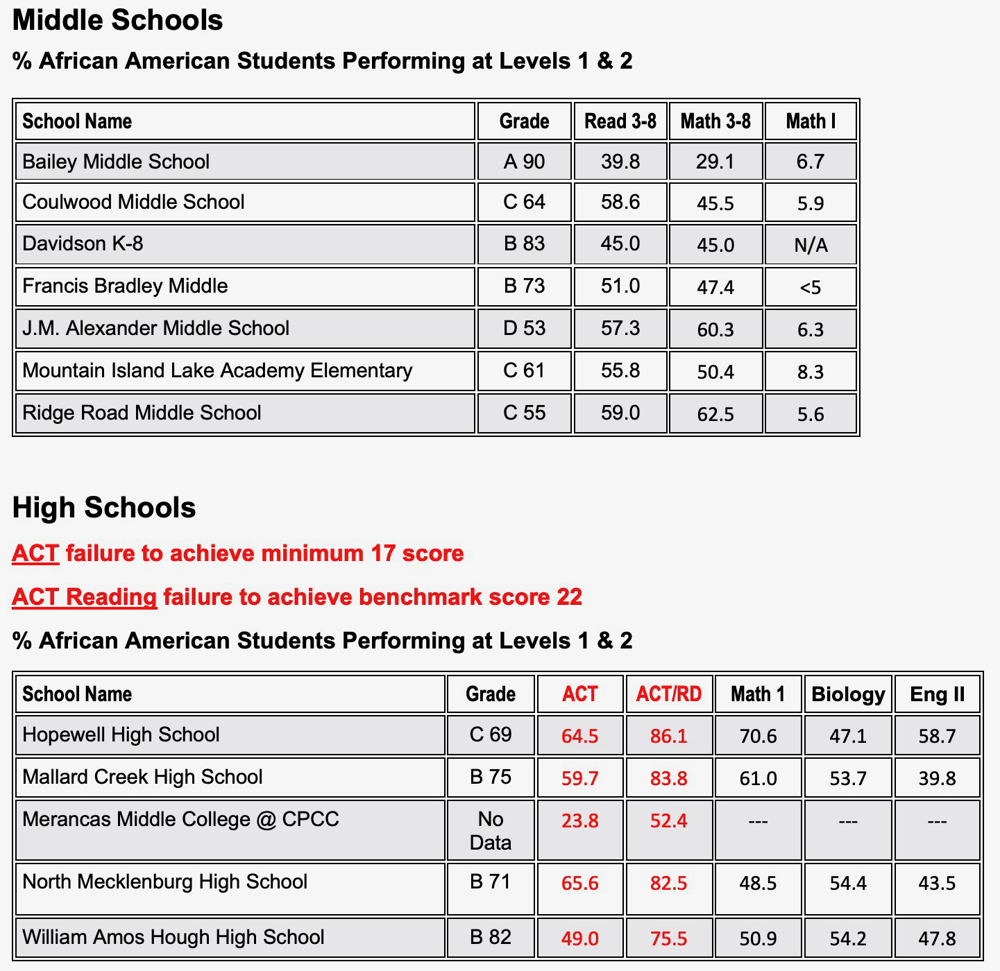 Middle Schools
% African American Students Performing at Levels 1 & 2
School Name Grade Read 3-8 Math 3-8 Math I
Bailey Middle School A 90 39.8 29.1 6.7
Coulwood Middle School C 64 58.6 45.5 5.9
Davidson K-8 B 83 45.0 45.0 N/A
Francis Bradley Middle B 73 51.0 47.4 <5
J.M. Alexander Middle School D 53 57.3 60.3 6.3
Mountain Island Lake Academy Elementary C 61 55.8 50.4 8.3
Ridge Road Middle School C 55 59.0 62.5 5.6
High Schools
ACT failure to achieve minimum 17 score
ACT Reading failure to achieve benchmark score 22
% African American Students Performing at Levels 1 & 2
School Name Grade ACT ACT/RD Math 1 Biology Eng II
Hopewell High School C 69 64.5 86.1 70.6 47.1 58.7
Mallard Creek High School B 75 59.7 83.8 61.0 53.7 39.8
Merancas Middle College @ CPCC No 23.8 52.4 --- --- ---
Data
North Mecklenburg High School B 71 65.6 82.5 48.5 54.4 43.5
William Amos Hough High School B 82 49.0 75.5 50.9 54.2 47.8